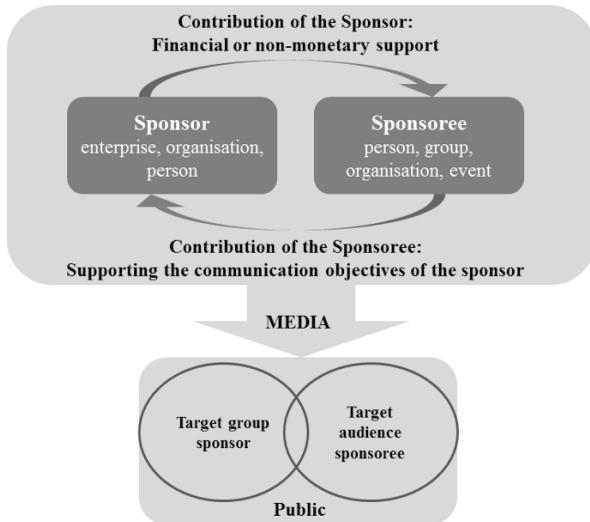 Contribution of the Sponsor:
Financial or non-monetary support
Sponsor
enterprise, organisation,
person
Sponsoree
person, group,
organisation, event
Contribution of the Sponsoree:
Supporting the communication objectives of the sponsor
MEDIA
Target group
sponsor
Target
audience
sponsoree
Public